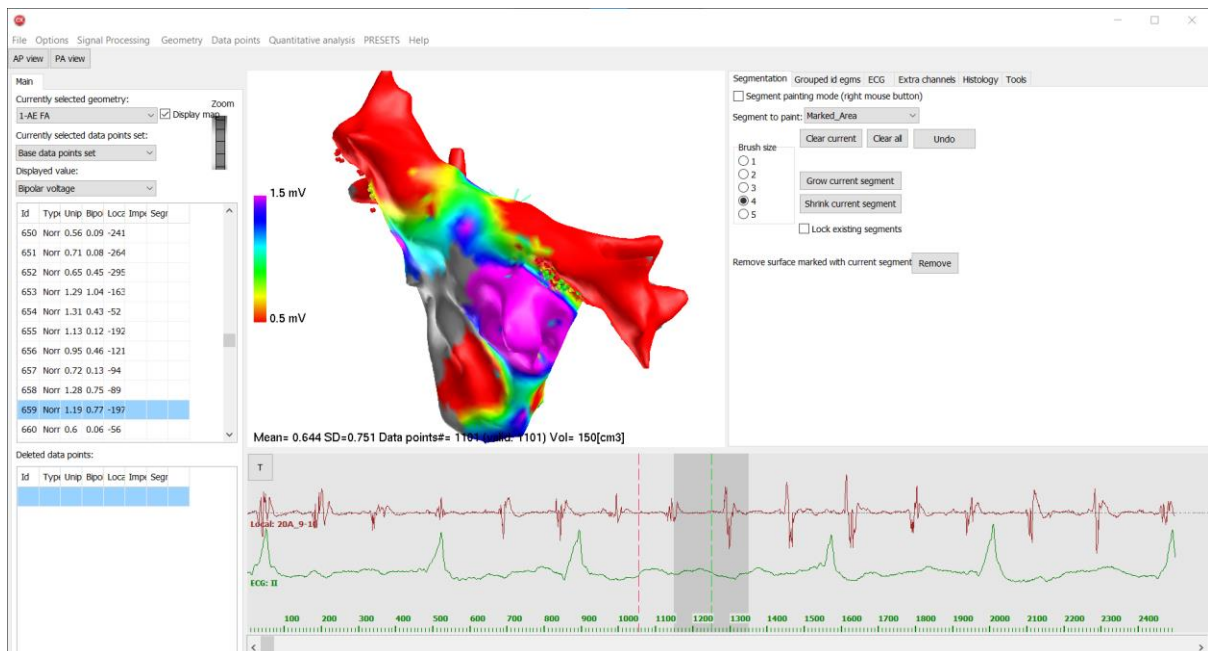 File Options Signal Processing Geometry Data points Quantitative analysis PRESETS Help
AP view PA view
Main
Currently selected geometry:
Zoom
1-AE FA
Display map
Currently selected data points set:
Base data points set
Displayed value:
Bipolar voltage
Id Type Unip Bipo Loca Impe Segr
650 Norr 0.56 0.09 -241
651 Norr 0.71 0.08 -264
652 Norr 0.65 0.45 -295
653 Norr 1.29 1.04 -163
654 Norr 1.31 0.43 -52
655 Norr 1.13 0.12 -192
656 Norr 0.95 0.46 -121
657 Norr 0.72 0.13 -94
658 Norr 1.28 0.75 -89
659 Norr 1.19 0.77 -197
660 Norr 0.6 0.06 -56
Deleted data points:
Id Type Unip Bipo Loca Impe Segr
1.5 mV
0.5 mV
Mean= 0.644 SD=0.751 Data points#= 1101 (valid: 1101) Vol= 150[cm3]
Segmentation Grouped id egms ECG Extra channels Histology Tools
Segment painting mode (right mouse button)
Segment to paint: Marked_Area
Clear current Clear all Undo
Brush size
1
2
3
4
5
Grow current segment
Shrink current segment
Lock existing segments
Remove surface marked with current segment Remove
T
Local: 20A_9-10
ECG: II
100 200 300 400 500 600 700 800 900 1000 1100 1200 1300 1400 1500 1600 1700 1800 1900 2000 2100 2200 2300 2400